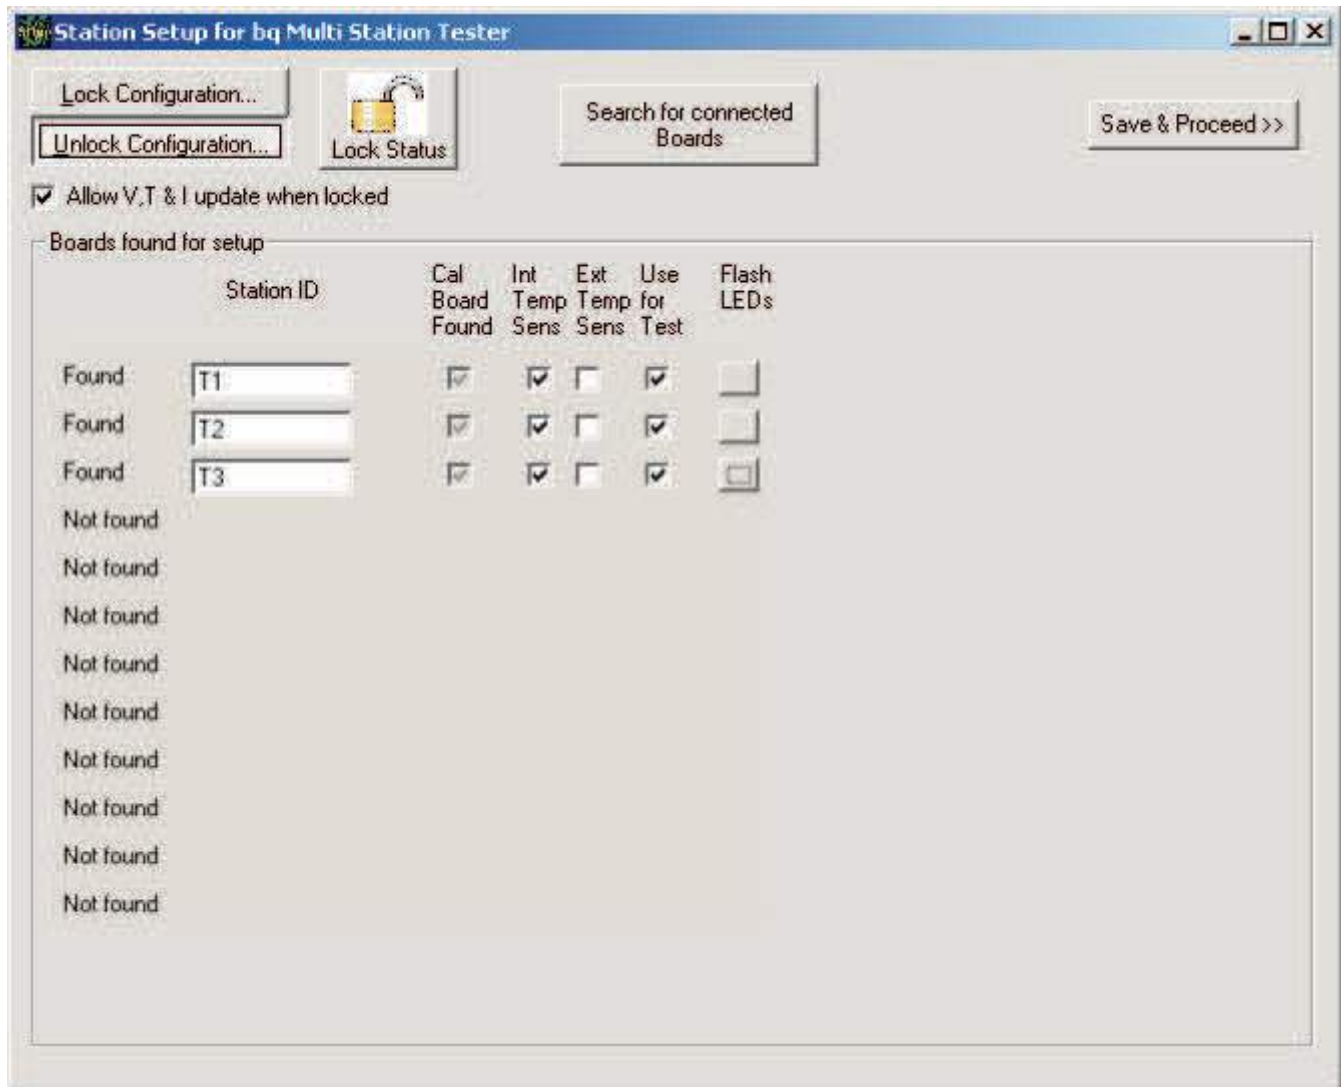 Station Setup for bq Multi Station Tester
Lock Configuration...
Unlock Configuration...
Lock Status
Search for connected
Boards
Save & Proceed >>
Allow V,T & I update when locked
Boards found for setup
Station ID
Cal
Board
Found
Int
Temp
Sens
Ext
Temp
Sens
Use
for
Test
Flash
LEDs
Found T1
Found T2
Found T3
Not found
Not found
Not found
Not found
Not found
Not found
Not found
Not found
Not found